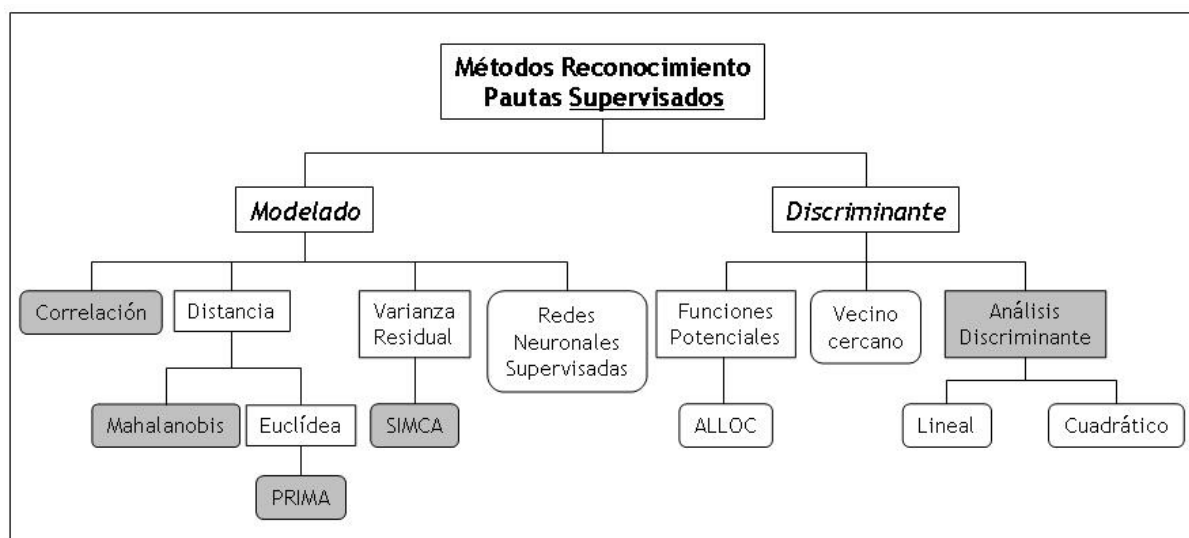 Métodos Reconocimiento
Pautas Supervisados
Modelado
Discriminante
Correlación
Distancia
Varianza
Residual
Redes
Neuronales
Supervisadas
Funciones
Potenciales
Vecino
cercano
Análisis
Discriminante
Mahalanobis
Euclídea
SIMCA
ALLOC
Lineal
Cuadrático
PRIMA